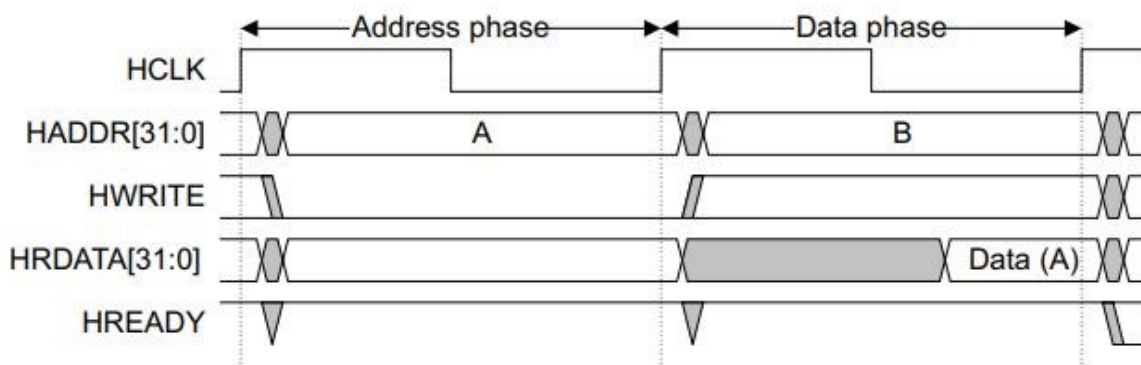 Address phase Data phase
HCLK
HADDR[31:0] A B
HWRITE
HRDATA[31:0] Data (A)
HREADY